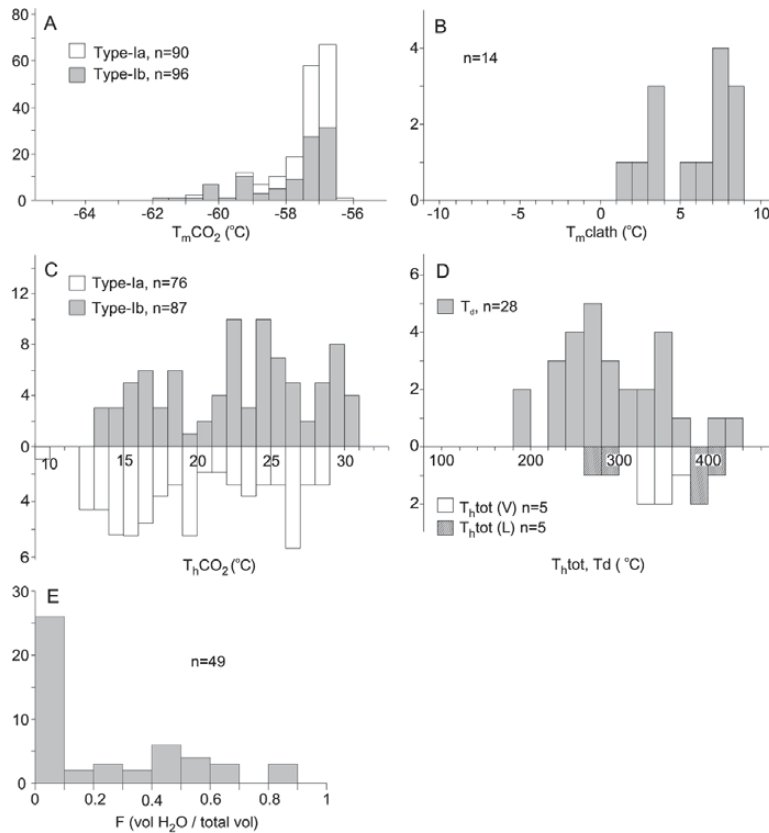 A
80
60
40
20
0
Type-Ia, n=90
Type-Ib, n=96
-64
-62
-60
-58
-56
TmCO2 (°C)
B
n=14
4
2
0
-10
-5
0
5
10
Tmclath (°C)
C
Type-Ia, n=76
Type-Ib, n=87
12
8
4
0
4
6
10
15
20
25
30
ThCO2 (°C)
D
Td, n=28
6
4
2
0
2
100
200
300
400
Thtot (V) n=5
Thtot (L) n=5
Thtot, Td ( °C)
E
n=49
30
20
10
0
0
0.2
0.4
0.6
0.8
1
F (vol H2O / total vol)